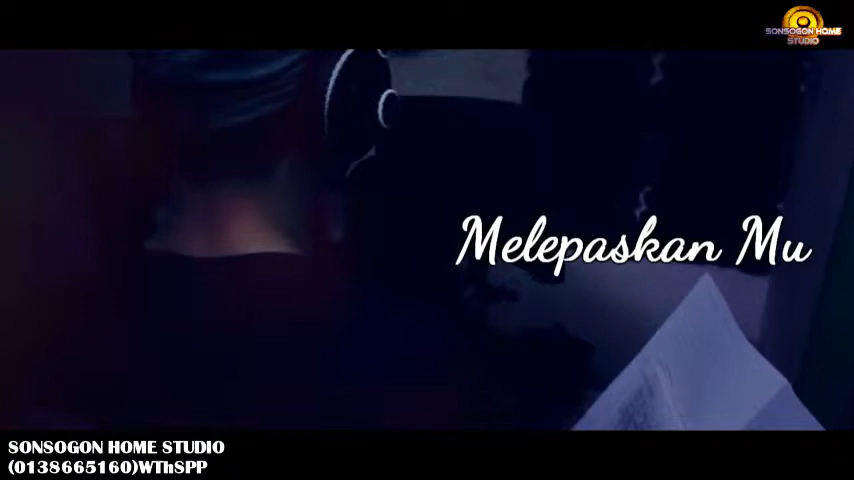 SONSOGON HOME
STUDIO
Melepaskan Mu
SONSOGON HOME STUDIO
(0138665160)WThSPP